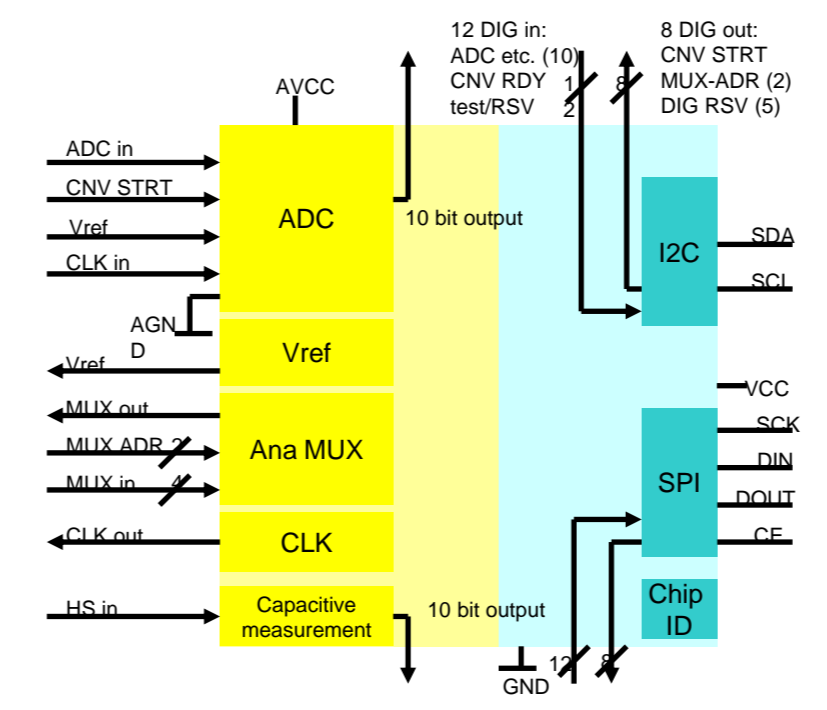 12 DIG in:
ADC etc. (10)
CNV RDY
test/RSV
1
2
8
8 DIG out:
CNV STRT
MUX-ADR (2)
DIG RSV (5)
AVCC
ADC in
CNV STRT
Vref
CLK in
AGN
D
ADC
10 bit output
I2C
SDA
SCL
Vref
Vref
VCC
MUX out
MUX ADR 2
MUX in 4
Ana MUX
SPI
SCK
DIN
DOUT
CE
CLK out
CLK
HS in
Capacitive
measurement
10 bit output
Chip
ID
GND
12
8